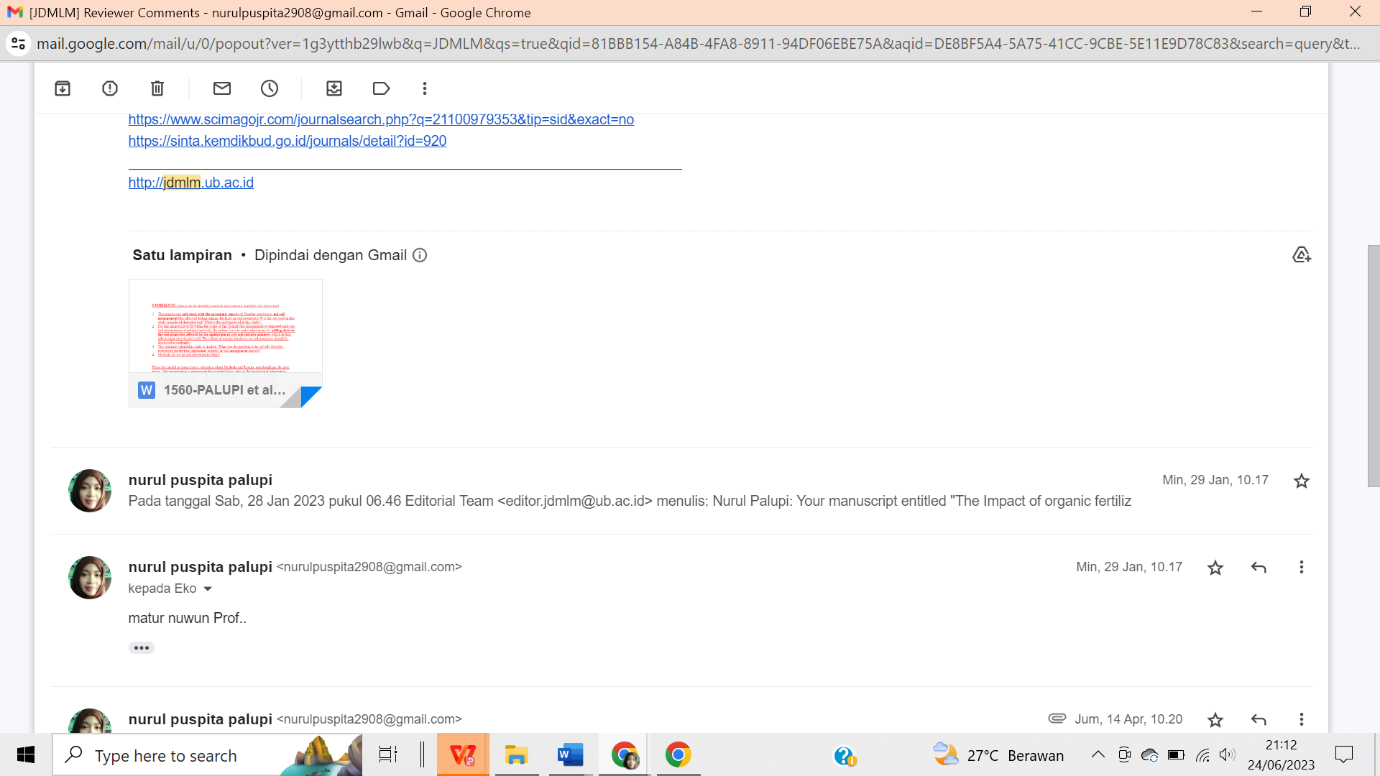 [JDMLM] Reviewer Comments - nurulpuspita2908@gmail.com - Gmail - Google Chrome
mail.google.com/mail/u/0/popout?ver=1g3ytthb29lwb&q=JDMLM&qs=true&qid=81BBB154-A84B-4FA8-8911-94DF06EBE75A&aqid=DE8BF5A4-5A75-41CC-9CBE-5E11E9D78C83&search=query&t...
https://www.scimagojr.com/journalsearch.php?q=21100979353&tip=sid&exact=no
https://sinta.kemdikbud.go.id/journals/detail?id=920
http://jdmlm.ub.ac.id
Satu lampiran • Dipindai dengan Gmail
W 1560-PALUPI et al...
nurul puspita palupi Min, 29 Jan, 10.17
Pada tanggal Sab, 28 Jan 2023 pukul 06.46 Editorial Team <editor.jdmlm@ub.ac.id> menulis: Nurul Palupi: Your manuscript entitled "The Impact of organic fertiliz
nurul puspita palupi <nurulpuspita2908@gmail.com> Min, 29 Jan, 10.17
kepada Eko
matur nuwun Prof..
nurul puspita palupi <nurulpuspita2908@gmail.com> Jum, 14 Apr, 10.20
Type here to search
27°C Berawan
21:12
24/06/2023